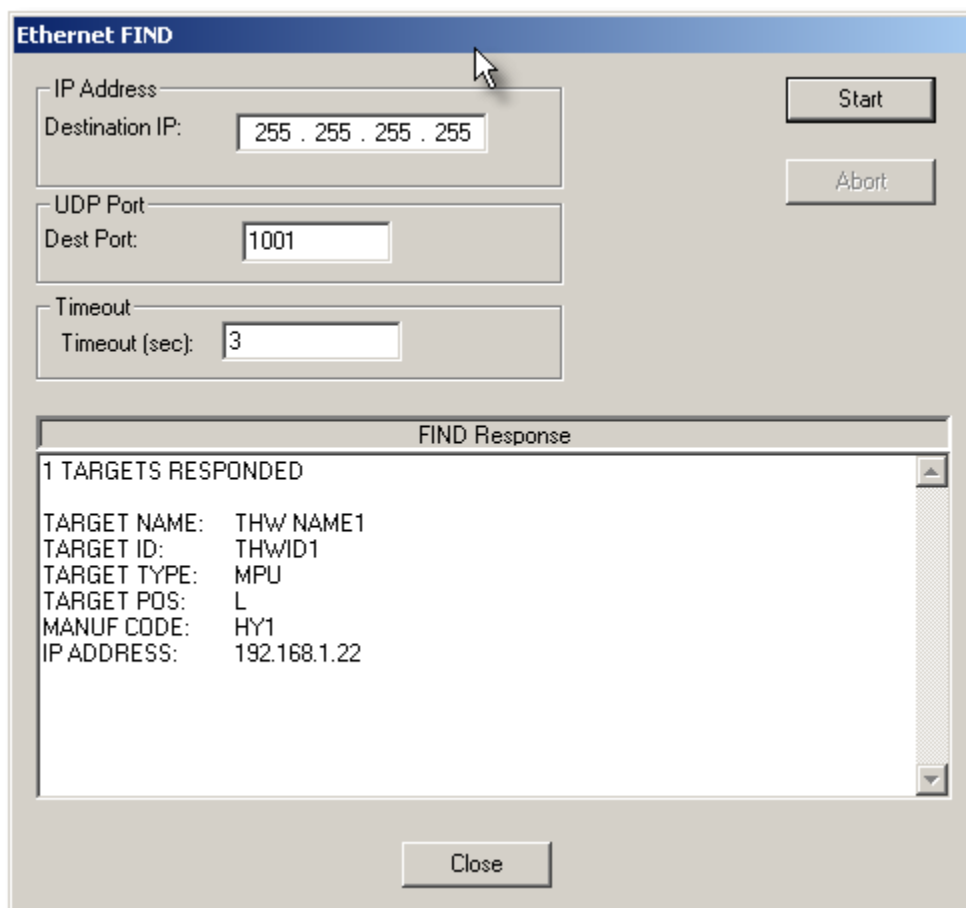 Ethernet FIND
IP Address
Destination IP: 255 . 255 . 255 . 255
Start
Abort
UDP Port
Dest Port: 1001
Timeout
Timeout (sec): 3
FIND Response
1 TARGETS RESPONDED
TARGET NAME: THW NAME1
TARGET ID: THWID1
TARGET TYPE: MPU
TARGET POS: L
MANUF CODE: HY1
IP ADDRESS: 192.168.1.22
Close